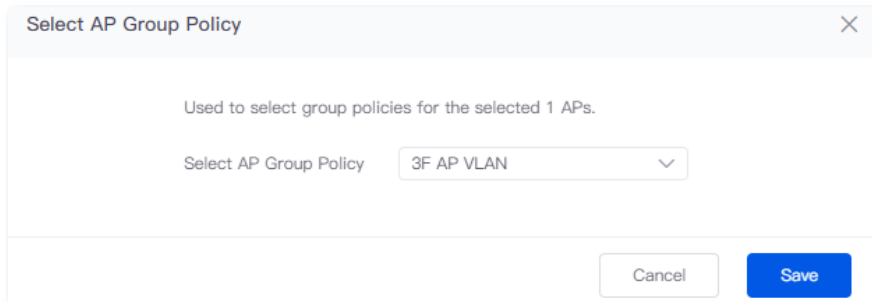 Select AP Group Policy
Used to select group policies for the selected 1 APs.
Select AP Group Policy 3F AP VLAN
Cancel Save